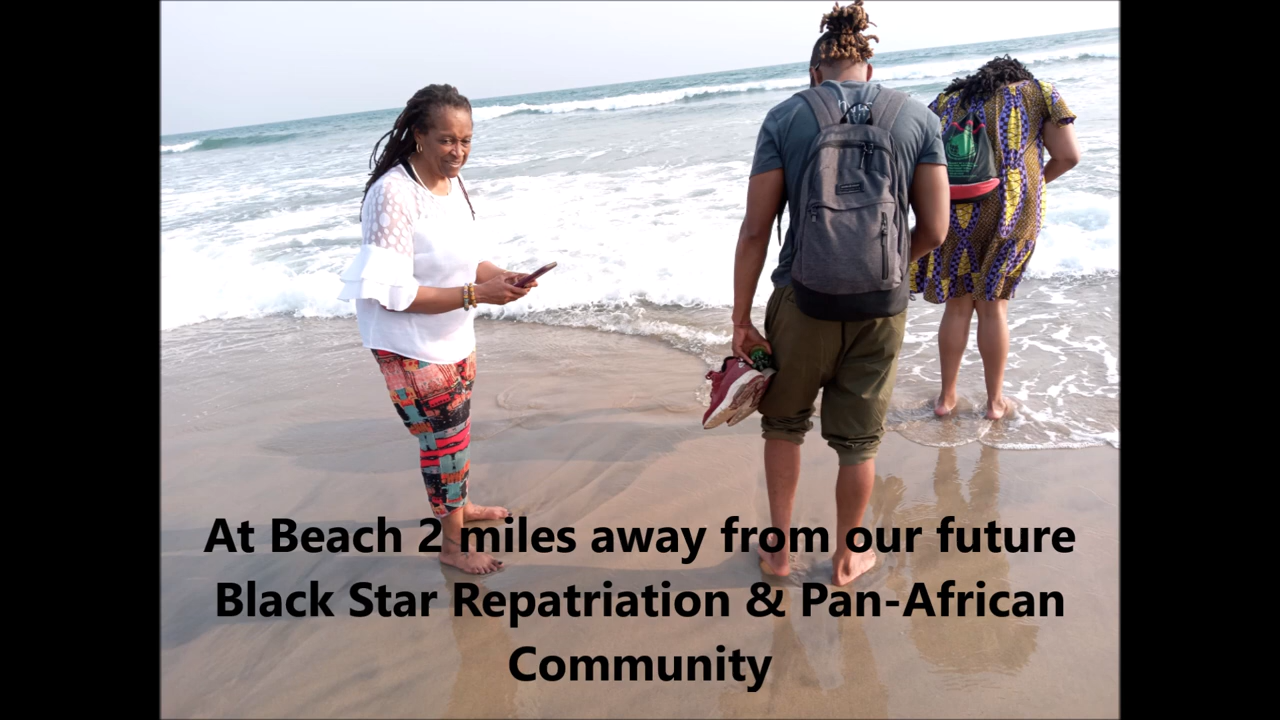 At Beach 2 miles away from our future
Black Star Repatriation & Pan-African
Community